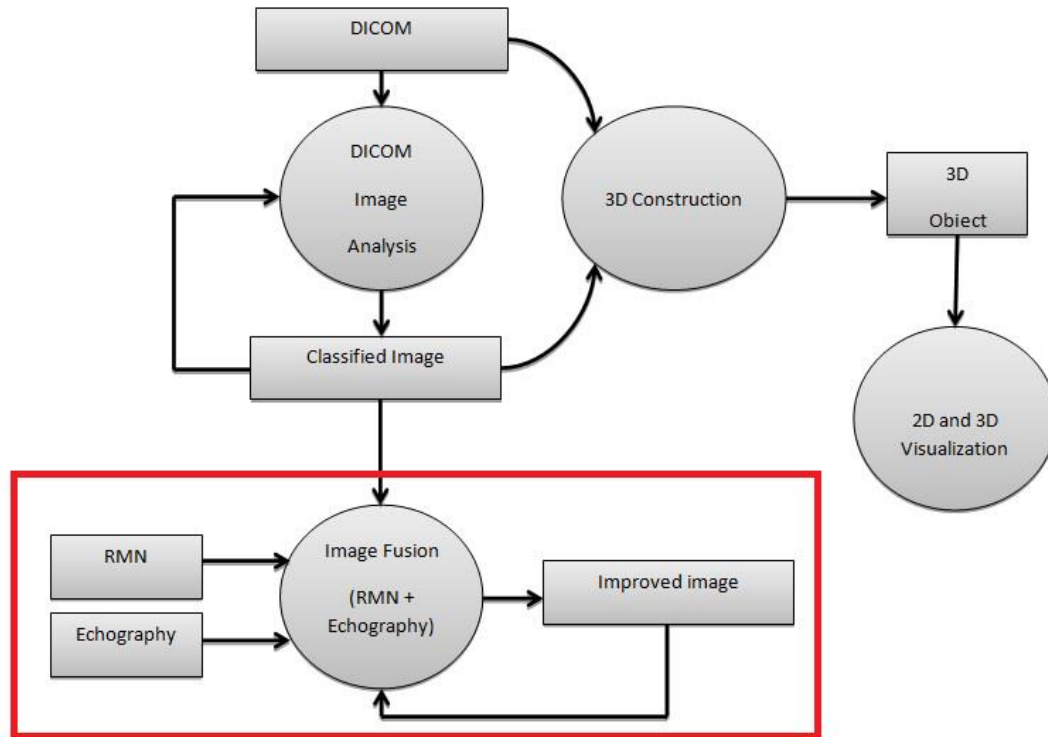 DICOM
DICOM
Image
Analysis
3D Construction
3D
Obiect
Classified Image
2D and 3D
Visualization
RMN
Echography
Image Fusion
(RMN +
Echography)
Improved image